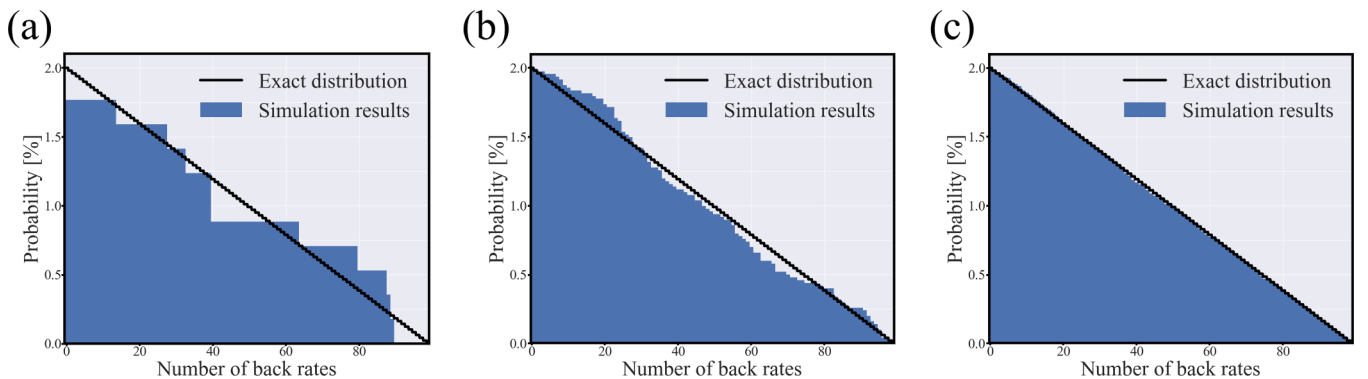 (a)
Probability [%]
2.0
1.5
1.0
0.5
0.0
Exact distribution
Simulation results
0 20 40 60 80
Number of back rates
(b)
Probability [%]
2.0
1.5
1.0
0.5
0.0
Exact distribution
Simulation results
0 20 40 60 80
Number of back rates
(c)
Probability [%]
2.0
1.5
1.0
0.5
0.0
Exact distribution
Simulation results
0 20 40 60 80
Number of back rates